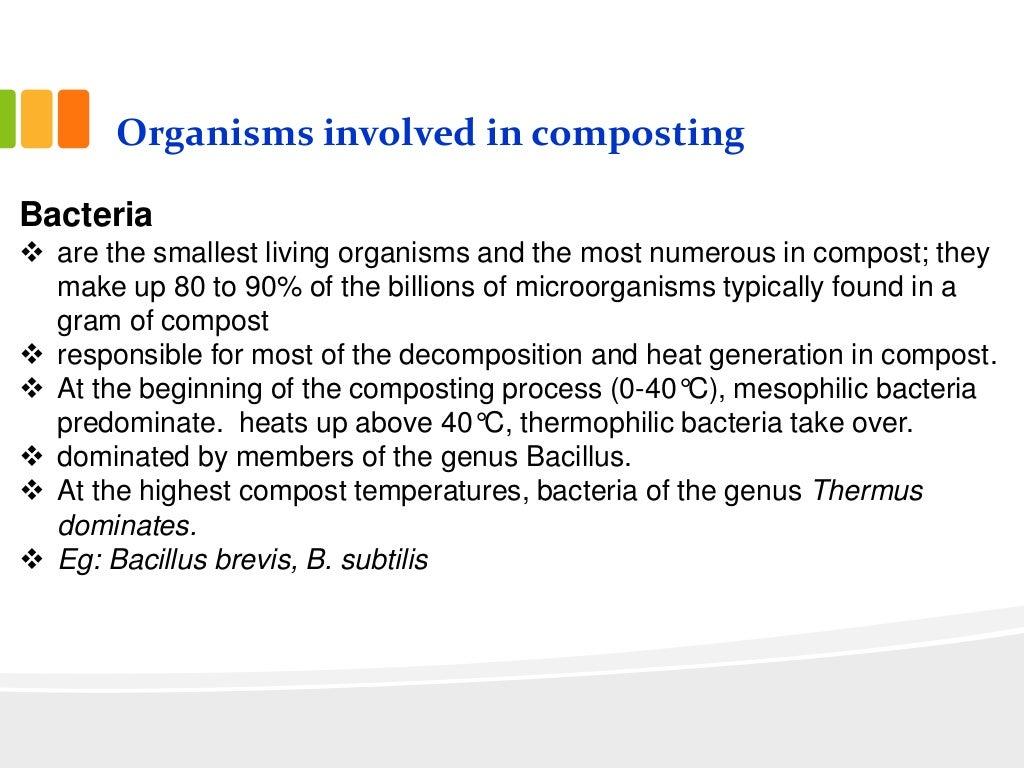 Organisms involved in composting
Bacteria
❖ are the smallest living organisms and the most numerous in compost; they
make up 80 to 90% of the billions of microorganisms typically found in a
gram of compost
❖ responsible for most of the decomposition and heat generation in compost.
❖ At the beginning of the composting process (0-40°C), mesophilic bacteria
predominate.  heats up above 40°C, thermophilic bacteria take over.
❖ dominated by members of the genus Bacillus.
❖ At the highest compost temperatures, bacteria of the genus Thermus
dominates.
❖ Eg: Bacillus brevis, B. subtilis